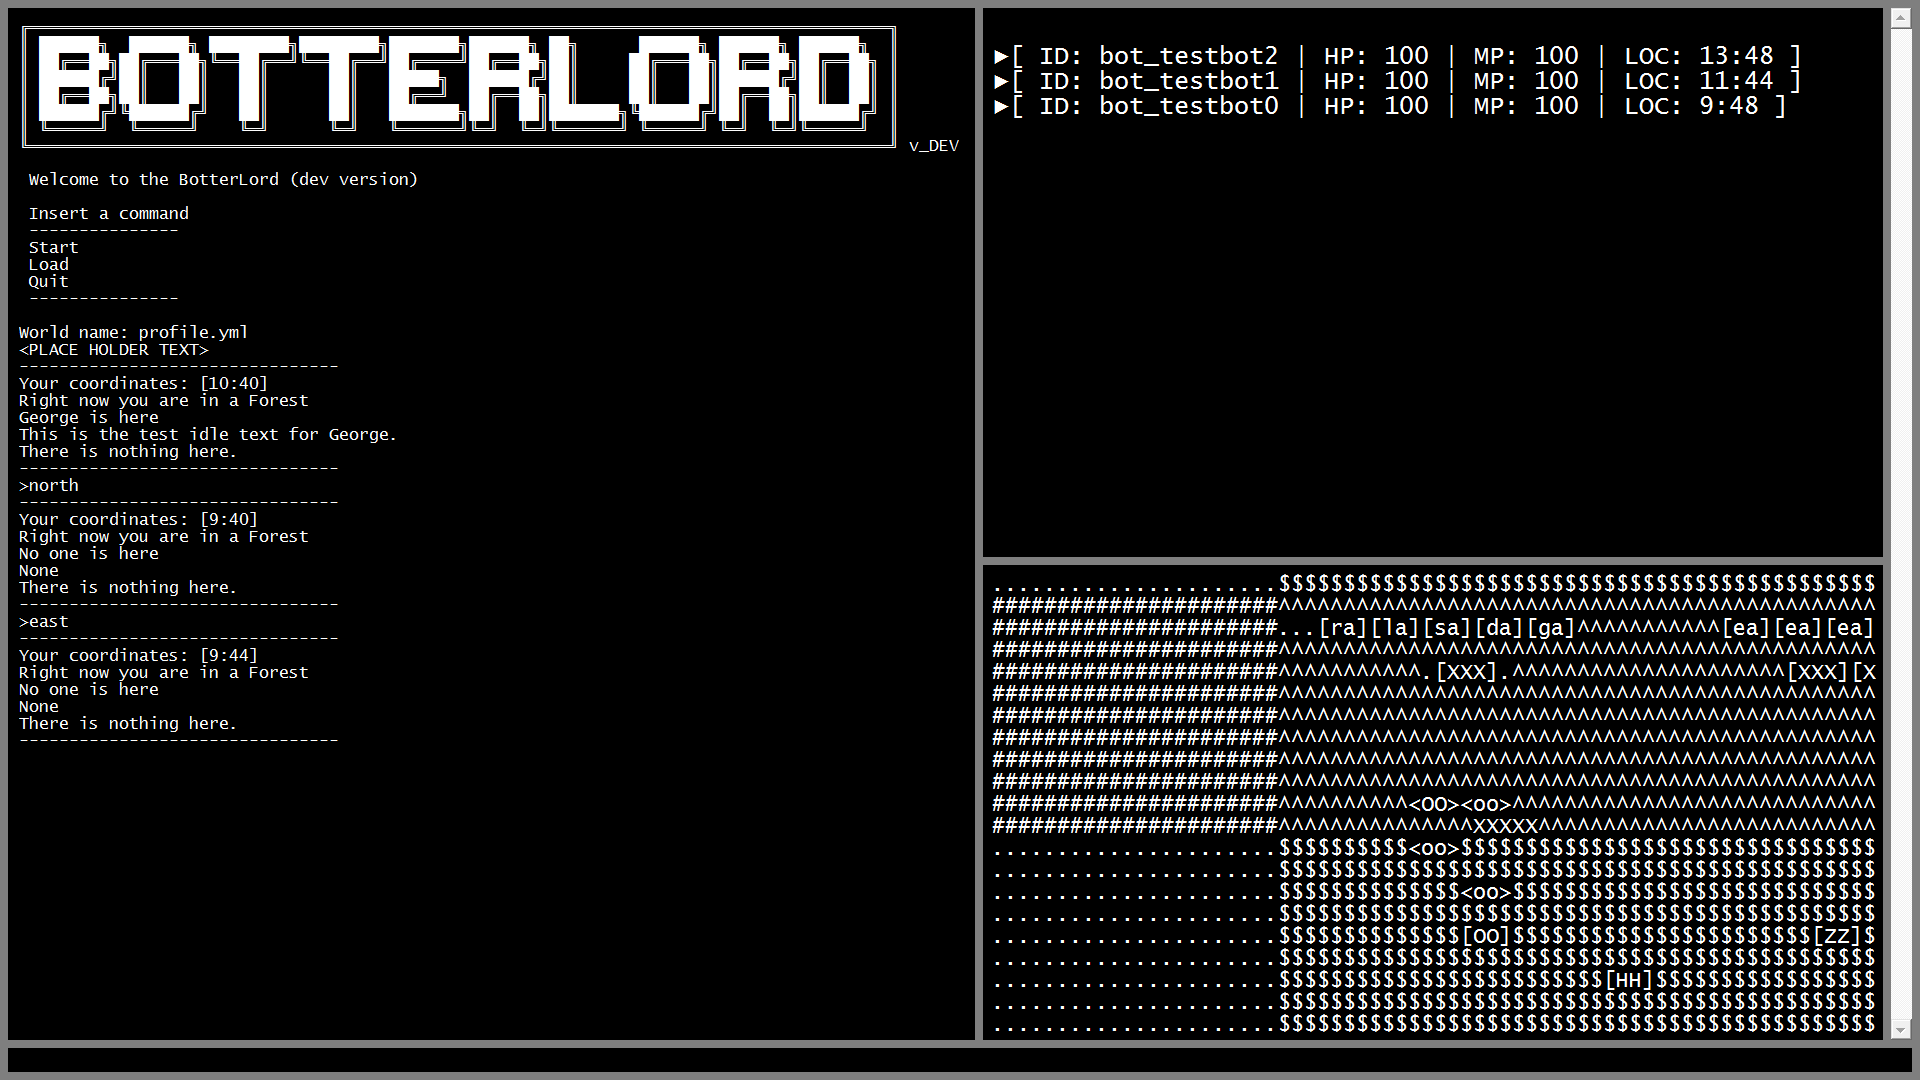 BOTTERLORD
v_DEV
Welcome to the BotterLord (dev version)
Insert a command
---------------
Start
Load
Quit
---------------
World name: profile.yml
<PLACE HOLDER TEXT>
--------------------------------
Your coordinates: [10:40]
Right now you are in a Forest
George is here
This is the test idle text for George.
There is nothing here.
--------------------------------
>north
--------------------------------
Your coordinates: [9:40]
Right now you are in a Forest
No one is here
None
There is nothing here.
--------------------------------
>east
--------------------------------
Your coordinates: [9:44]
Right now you are in a Forest
No one is here
None
There is nothing here.
--------------------------------
►[ ID: bot_testbot2 | HP: 100 | MP: 100 | LOC: 13:48 ]
►[ ID: bot_testbot1 | HP: 100 | MP: 100 | LOC: 11:44 ]
►[ ID: bot_testbot0 | HP: 100 | MP: 100 | LOC: 9:48 ]
......................$$$$$$$$$$$$$$$$$$$$$$$$$$$$$$$$$$$$$$$$$$$$$$
######################^^^^^^^^^^^^^^^^^^^^^^^^^^^^^^^^^^^^^^^^^^^^^^
######################...[ra][la][sa][da][ga]^^^^^^^^^^^[ea][ea][ea]
######################^^^^^^^^^^^^^^^^^^^^^^^^^^^^^^^^^^^^^^^^^^^^^^
######################^^^^^^^^^^^.[XXX].^^^^^^^^^^^^^^^^^^^^^[XXX][X
######################^^^^^^^^^^^^^^^^^^^^^^^^^^^^^^^^^^^^^^^^^^^^^^
######################^^^^^^^^^^^^^^^^^^^^^^^^^^^^^^^^^^^^^^^^^^^^^^
######################^^^^^^^^^^^^^^^^^^^^^^^^^^^^^^^^^^^^^^^^^^^^^^
######################^^^^^^^^^^^^^^^^^^^^^^^^^^^^^^^^^^^^^^^^^^^^^^
######################^^^^^^^^^^^^^^^^^^^^^^^^^^^^^^^^^^^^^^^^^^^^^^
######################^^^^^^^^^^<OO><oo>^^^^^^^^^^^^^^^^^^^^^^^^^^^^
######################^^^^^^^^^^^^^^^XXXXX^^^^^^^^^^^^^^^^^^^^^^^^^^
......................$$$$$$$$$$<oo>$$$$$$$$$$$$$$$$$$$$$$$$$$$$$$$$
......................$$$$$$$$$$$$$$$$$$$$$$$$$$$$$$$$$$$$$$$$$$$$$$
......................$$$$$$$$$$$$$$<oo>$$$$$$$$$$$$$$$$$$$$$$$$$$$$
......................$$$$$$$$$$$$$$$$$$$$$$$$$$$$$$$$$$$$$$$$$$$$$$
......................$$$$$$$$$$$$$$[OO]$$$$$$$$$$$$$$$$$$$$$$$[ZZ]$
......................$$$$$$$$$$$$$$$$$$$$$$$$$$$$$$$$$$$$$$$$$$$$$$
......................$$$$$$$$$$$$$$$$$$$$$$$$$[HH]$$$$$$$$$$$$$$$$$
......................$$$$$$$$$$$$$$$$$$$$$$$$$$$$$$$$$$$$$$$$$$$$$$
......................$$$$$$$$$$$$$$$$$$$$$$$$$$$$$$$$$$$$$$$$$$$$$$